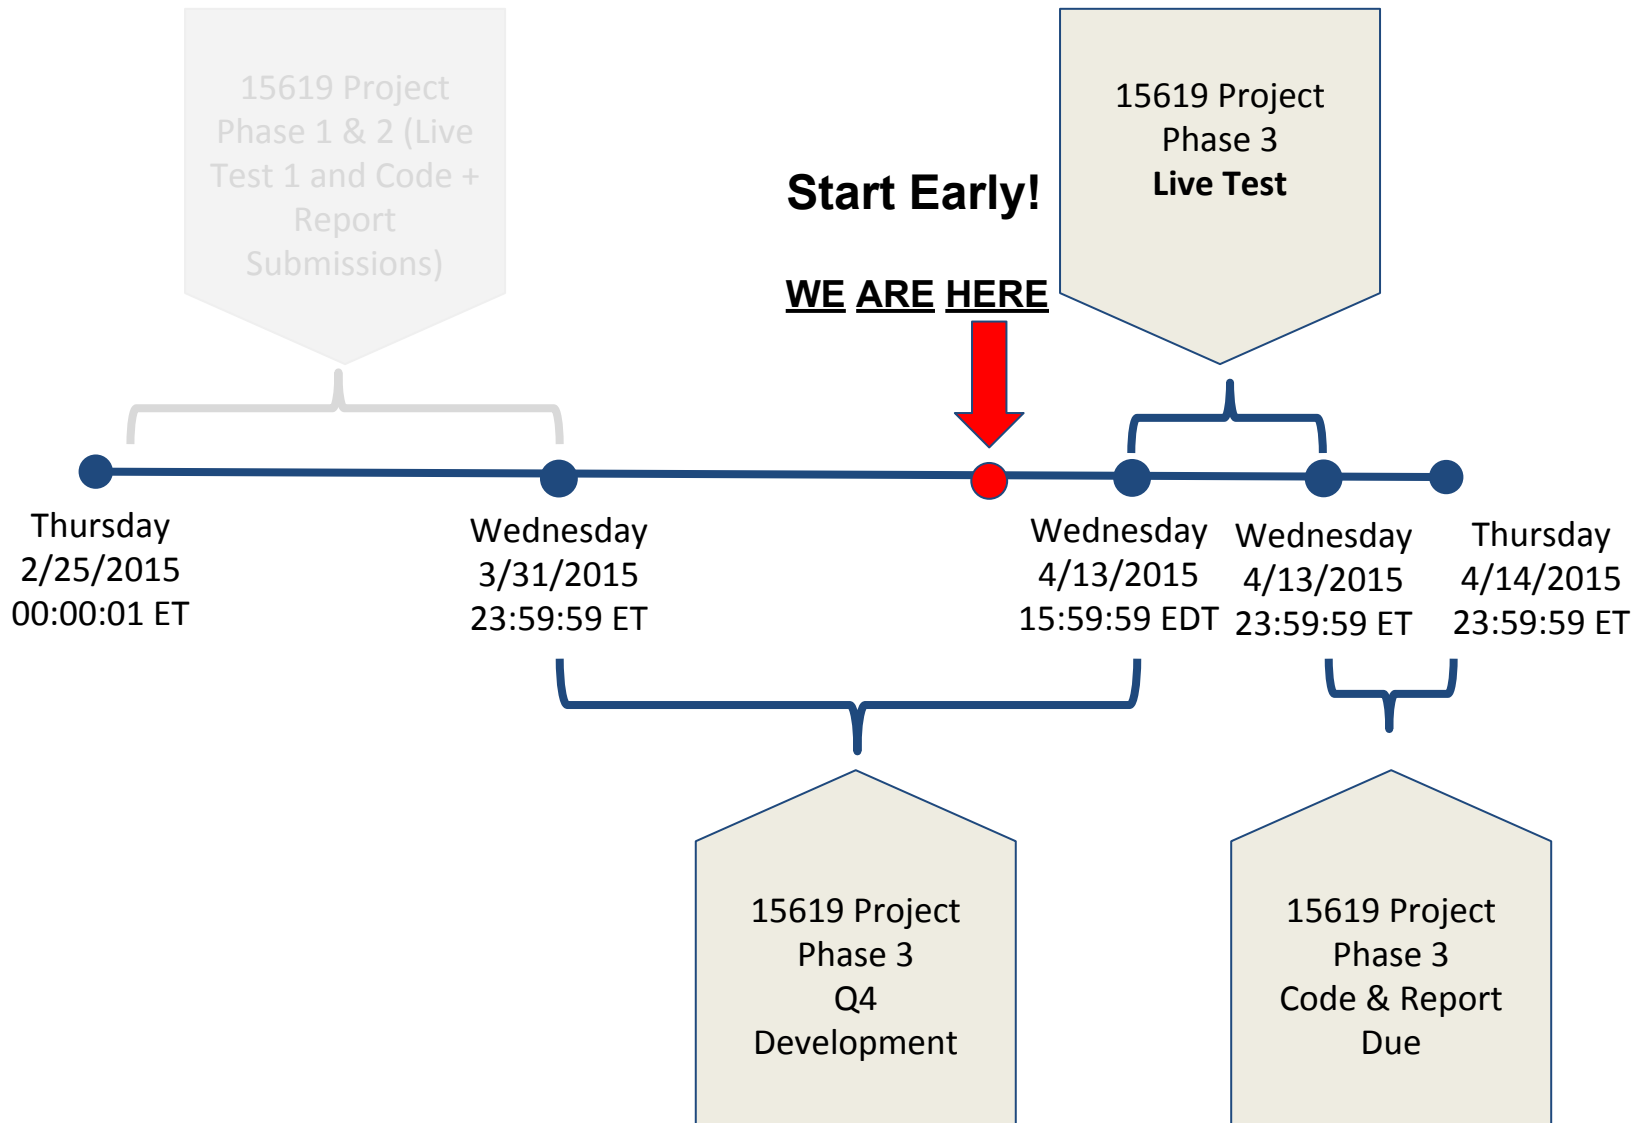 15619 Project
Phase 1 & 2 (Live
Test 1 and Code +
Report
Submissions)
Start Early!
WE ARE HERE
15619 Project
Phase 3
Live Test
Thursday
2/25/2015
00:00:01 ET
Wednesday
3/31/2015
23:59:59 ET
Wednesday
4/13/2015
15:59:59 EDT
Wednesday
4/13/2015
23:59:59 ET
Thursday
4/14/2015
23:59:59 ET
15619 Project
Phase 3
Q4
Development
15619 Project
Phase 3
Code & Report
Due